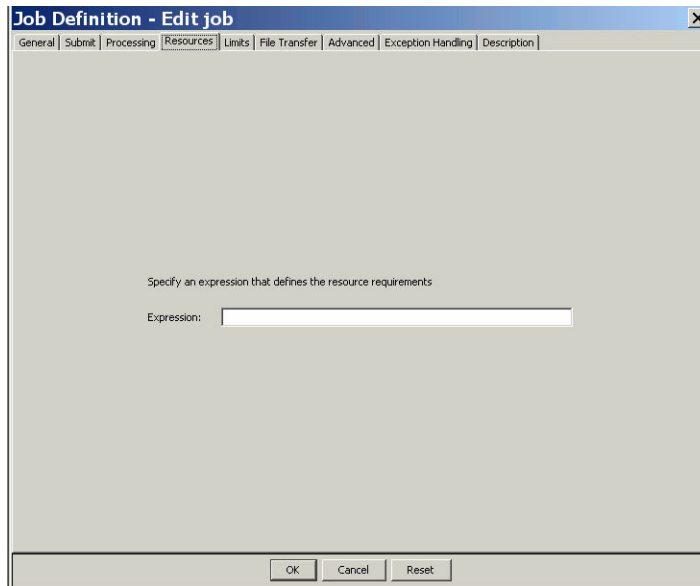 Job Definition - Edit job
General Submit Processing Resources Limits File Transfer Advanced Exception Handling Description
Specify an expression that defines the resource requirements
Expression:
OK Cancel Reset